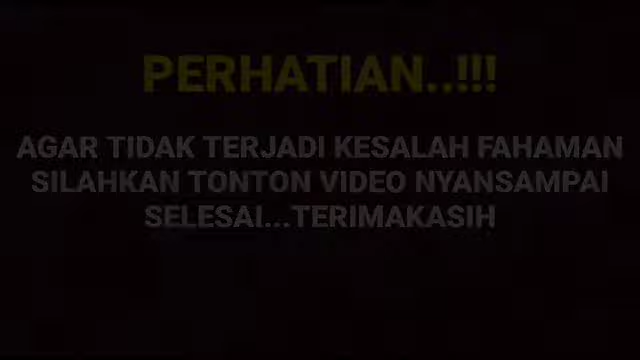 PERHATIAN..!!!
AGAR TIDAK TERJADI KESALAH FAHAMAN
SILAHKAN TONTON VIDEO NYANSAMPAI
SELESAI...TERIMAKASIH